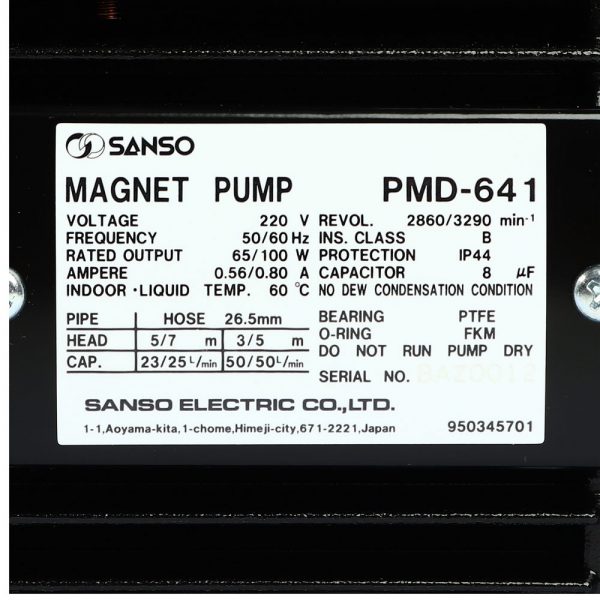 SANSO
MAGNET PUMP PMD-641
VOLTAGE 220 V REVOL. 2860/3290 min-1
FREQUENCY 50/60 Hz INS. CLASS B
RATED OUTPUT 65/100 W PROTECTION IP44
AMPERE 0.56/0.80 A CAPACITOR 8 μF
INDOOR ・LIQUID TEMP. 60 ℃ NO DEW CONDENSATION CONDITION
PIPE HOSE 26.5mm BEARING PTFE
HEAD 5/7 m 3/5 m O-RING FKM
CAP. 23/25 L/min 50/50 L/min DO NOT RUN PUMP DRY
SERIAL NO.
SANSO ELECTRIC CO.,LTD.
1-1,Aoyama-kita,1-chome,Himeji-city,671-2221,Japan 950345701